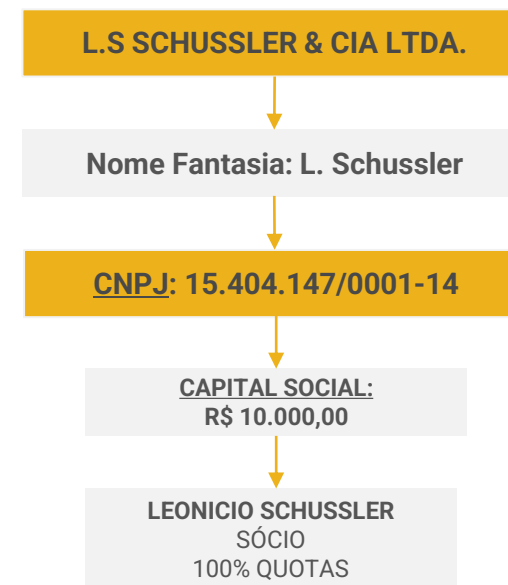 L.S SCHUSSLER & CIA LTDA.
Nome Fantasia: L. Schussler
CNPJ: 15.404.147/0001-14
CAPITAL SOCIAL:
R$ 10.000,00
LEONICIO SCHUSSLER
SÓCIO
100% QUOTAS